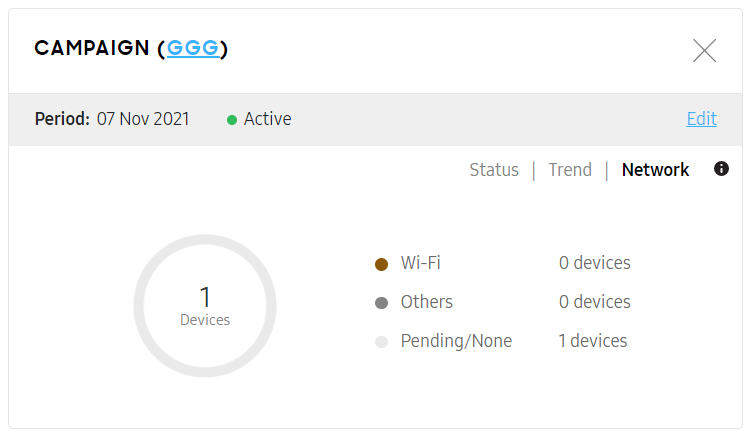 CAMPAIGN (GGG)
Period: 07 Nov 2021 Active Edit
Status | Trend | Network
1
Devices
Wi-Fi 0 devices
Others 0 devices
Pending/None 1 devices